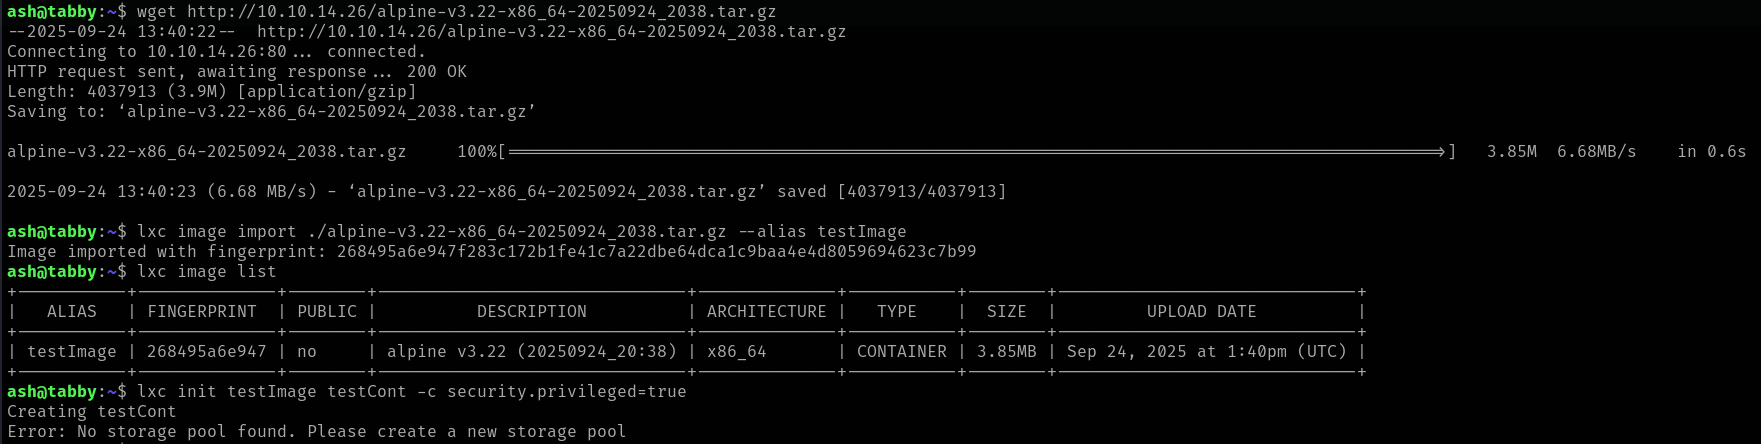 ash@tabby:~$ wget http://10.10.14.26/alpine-v3.22-x86_64-20250924_2038.tar.gz
--2025-09-24 13:40:22--  http://10.10.14.26/alpine-v3.22-x86_64-20250924_2038.tar.gz
Connecting to 10.10.14.26:80... connected.
HTTP request sent, awaiting response... 200 OK
Length: 4037913 (3.9M) [application/gzip]
Saving to: ‘alpine-v3.22-x86_64-20250924_2038.tar.gz’
alpine-v3.22-x86_64-20250924_2038.tar.gz     100%[==============================================================================================>]   3.85M  6.68MB/s    in 0.6s
2025-09-24 13:40:23 (6.68 MB/s) - ‘alpine-v3.22-x86_64-20250924_2038.tar.gz’ saved [4037913/4037913]
ash@tabby:~$ lxc image import ./alpine-v3.22-x86_64-20250924_2038.tar.gz --alias testImage
Image imported with fingerprint: 268495a6e947f283c172b1fe41c7a22dbe64dca1c9baa4e4d8059694623c7b99
ash@tabby:~$ lxc image list
+-----------+--------------+--------+-------------------------------+--------------+-----------+--------+------------------------------+
|   ALIAS   | FINGERPRINT  | PUBLIC |          DESCRIPTION          | ARCHITECTURE |   TYPE    |  SIZE  |         UPLOAD DATE          |
+-----------+--------------+--------+-------------------------------+--------------+-----------+--------+------------------------------+
| testImage | 268495a6e947 | no     | alpine v3.22 (20250924_20:38) | x86_64       | CONTAINER | 3.85MB | Sep 24, 2025 at 1:40pm (UTC) |
+-----------+--------------+--------+-------------------------------+--------------+-----------+--------+------------------------------+
ash@tabby:~$ lxc init testImage testCont -c security.privileged=true
Creating testCont
Error: No storage pool found. Please create a new storage pool